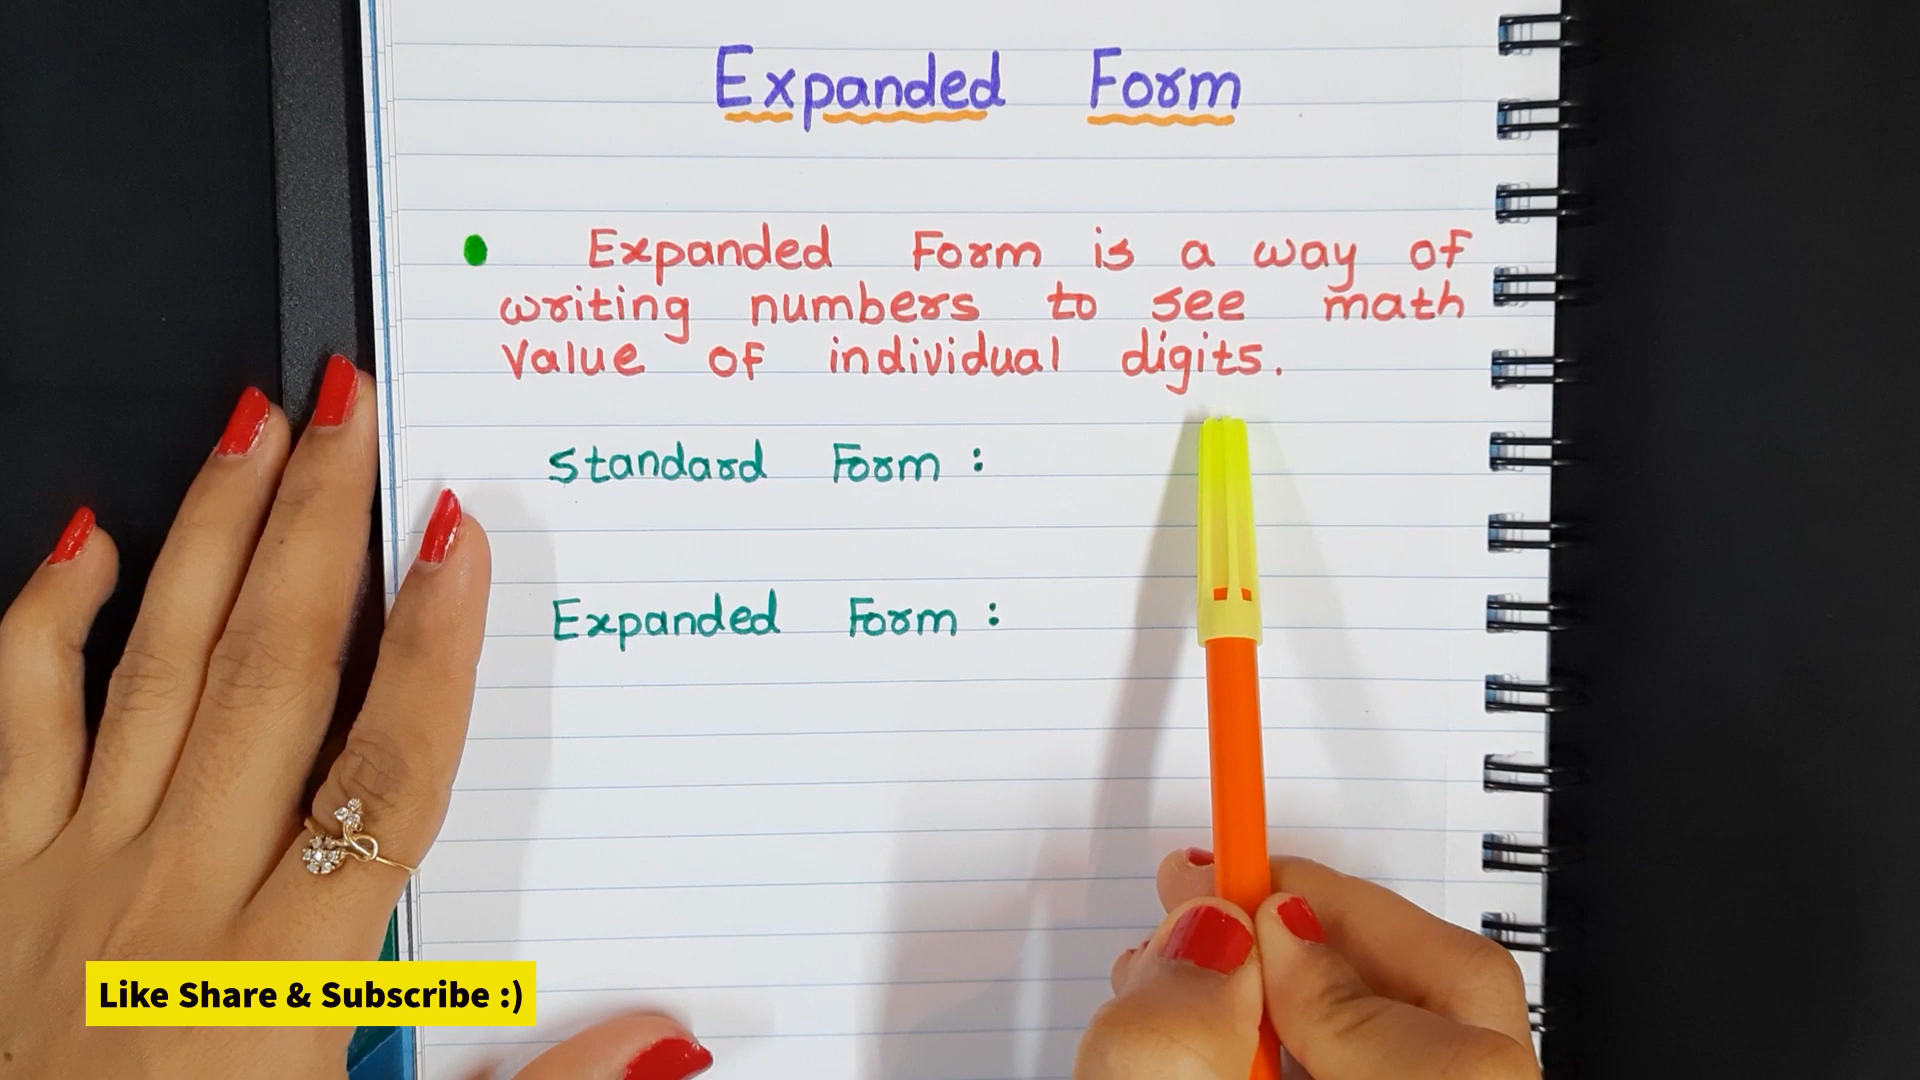 Expanded Form
Expanded Form is a way of
writing numbers to see math
Value of individual digits.
Standard Form :
Expanded Form :
Like Share & Subscribe :)